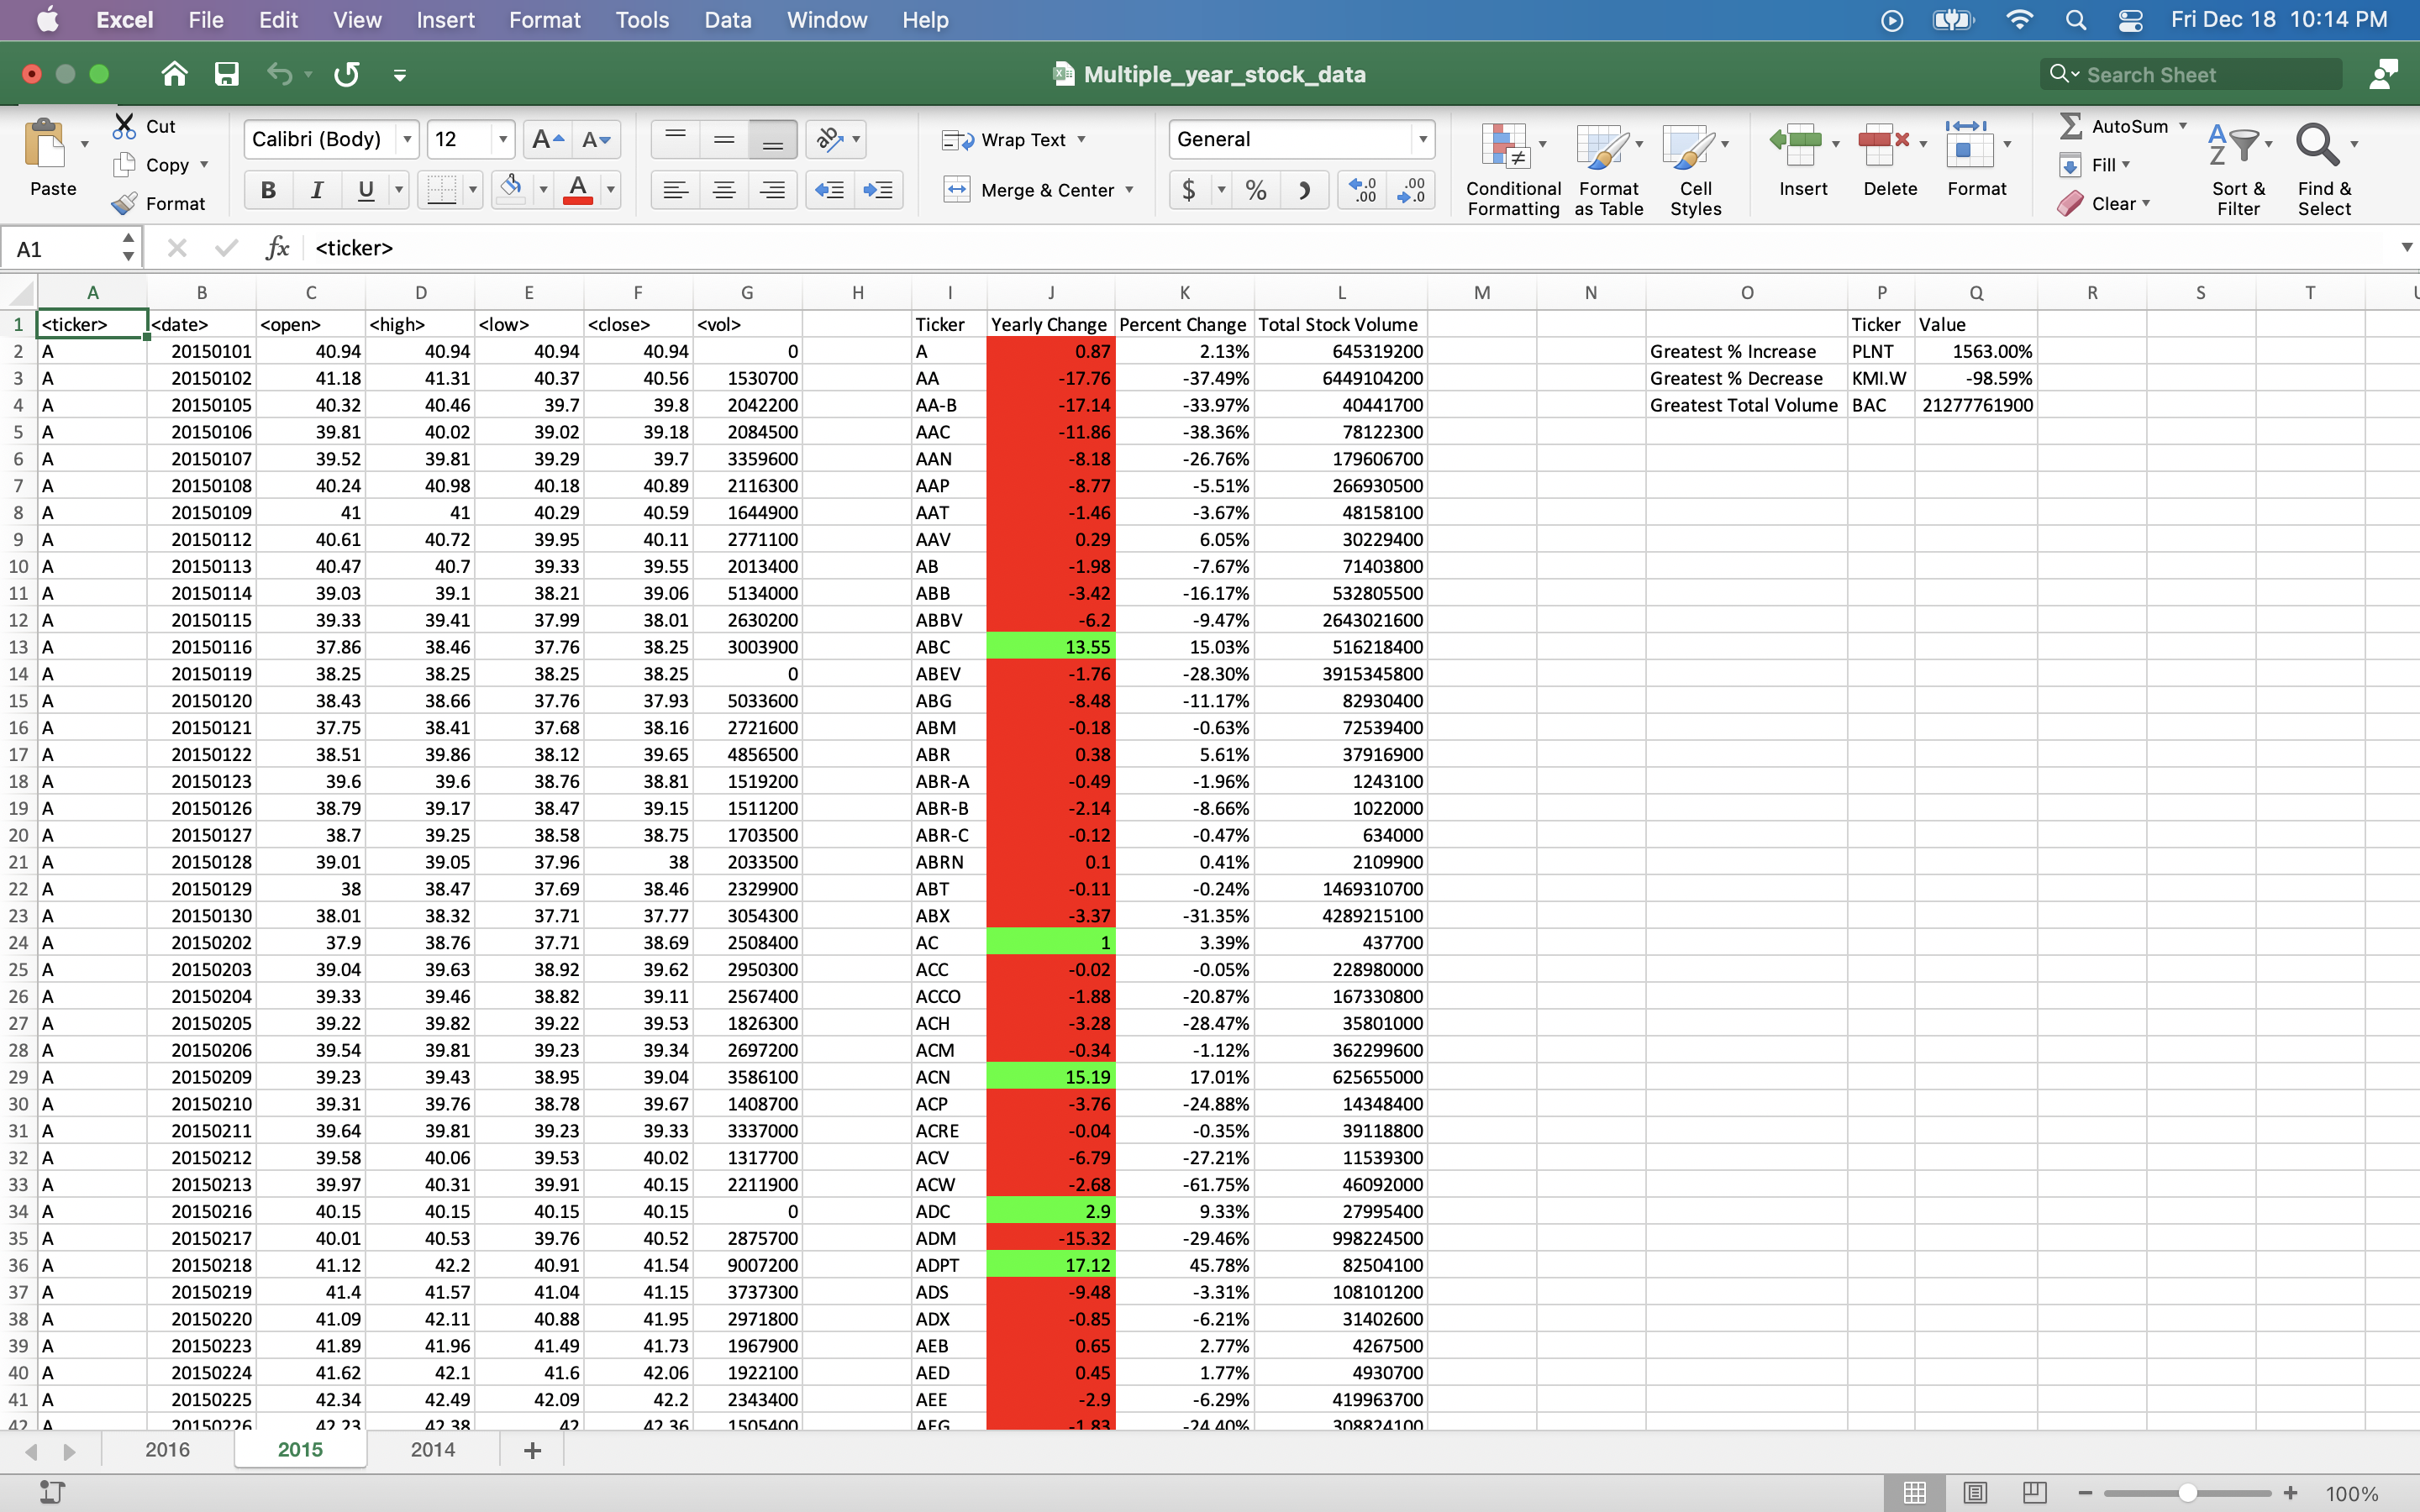 Excel File Edit View Insert Format Tools Data Window Help Fri Dec 18 10:14 PM
Multiple_year_stock_data Search Sheet
Paste Cut Copy Format
Calibri (Body) 12 A A Wrap Text General
B I U A Merge & Center $ % .0 .00 .00 .0
Conditional Formatting Format as Table Cell Styles Insert Delete Format AutoSum Fill Clear Sort & Filter Find & Select
A1 fx <ticker>
A B C D E F G H I J K L M N O P Q R S T
1 <ticker> <date> <open> <high> <low> <close> <vol> Ticker Yearly Change Percent Change Total Stock Volume Ticker Value
2 A 20150101 40.94 40.94 40.94 40.94 0 A 0.87 2.13% 645319200 Greatest % Increase PLNT 1563.00%
3 A 20150102 41.18 41.31 40.37 40.56 1530700 AA -17.76 -37.49% 6449104200 Greatest % Decrease KMI.W -98.59%
4 A 20150105 40.32 40.46 39.7 39.8 2042200 AA-B -17.14 -33.97% 40441700 Greatest Total Volume BAC 21277761900
5 A 20150106 39.81 40.02 39.02 39.18 2084500 AAC -11.86 -38.36% 78122300
6 A 20150107 39.52 39.81 39.29 39.7 3359600 AAN -8.18 -26.76% 179606700
7 A 20150108 40.24 40.98 40.18 40.89 2116300 AAP -8.77 -5.51% 266930500
8 A 20150109 41 41 40.29 40.59 1644900 AAT -1.46 -3.67% 48158100
9 A 20150112 40.61 40.72 39.95 40.11 2771100 AAV 0.29 6.05% 30229400
10 A 20150113 40.47 40.7 39.33 39.55 2013400 AB -1.98 -7.67% 71403800
11 A 20150114 39.03 39.1 38.21 39.06 5134000 ABB -3.42 -16.17% 532805500
12 A 20150115 39.33 39.41 37.99 38.01 2630200 ABBV -6.2 -9.47% 2643021600
13 A 20150116 37.86 38.46 37.76 38.25 3003900 ABC 13.55 15.03% 516218400
14 A 20150119 38.25 38.25 38.25 38.25 0 ABEV -1.76 -28.30% 3915345800
15 A 20150120 38.43 38.66 37.76 37.93 5033600 ABG -8.48 -11.17% 82930400
16 A 20150121 37.75 38.41 37.68 38.16 2721600 ABM -0.18 -0.63% 72539400
17 A 20150122 38.51 39.86 38.12 39.65 4856500 ABR 0.38 5.61% 37916900
18 A 20150123 39.6 39.6 38.76 38.81 1519200 ABR-A -0.49 -1.96% 1243100
19 A 20150126 38.79 39.17 38.47 39.15 1511200 ABR-B -2.14 -8.66% 1022000
20 A 20150127 38.7 39.25 38.58 38.75 1703500 ABR-C -0.12 -0.47% 634000
21 A 20150128 39.01 39.05 37.96 38 2033500 ABRN 0.1 0.41% 2109900
22 A 20150129 38 38.47 37.69 38.46 2329900 ABT -0.11 -0.24% 1469310700
23 A 20150130 38.01 38.32 37.71 37.77 3054300 ABX -3.37 -31.35% 4289215100
24 A 20150202 37.9 38.76 37.71 38.69 2508400 AC 1 3.39% 437700
25 A 20150203 39.04 39.63 38.92 39.62 2950300 ACC -0.02 -0.05% 228980000
26 A 20150204 39.33 39.46 38.82 39.11 2567400 ACCO -1.88 -20.87% 167330800
27 A 20150205 39.22 39.82 39.22 39.53 1826300 ACH -3.28 -28.47% 35801000
28 A 20150206 39.54 39.81 39.23 39.34 2697200 ACM -0.34 -1.12% 362299600
29 A 20150209 39.23 39.43 38.95 39.04 3586100 ACN 15.19 17.01% 625655000
30 A 20150210 39.31 39.76 38.78 39.67 1408700 ACP -3.76 -24.88% 14348400
31 A 20150211 39.64 39.81 39.23 39.33 3337000 ACRE -0.04 -0.35% 39118800
32 A 20150212 39.58 40.06 39.53 40.02 1317700 ACV -6.79 -27.21% 11539300
33 A 20150213 39.97 40.31 39.91 40.15 2211900 ACW -2.68 -61.75% 46092000
34 A 20150216 40.15 40.15 40.15 40.15 0 ADC 2.9 9.33% 27995400
35 A 20150217 40.01 40.53 39.76 40.52 2875700 ADM -15.32 -29.46% 998224500
36 A 20150218 41.12 42.2 40.91 41.54 9007200 ADPT 17.12 45.78% 82504100
37 A 20150219 41.4 41.57 41.04 41.15 3737300 ADS -9.48 -3.31% 108101200
38 A 20150220 41.09 42.11 40.88 41.95 2971800 ADX -0.85 -6.21% 31402600
39 A 20150223 41.89 41.96 41.49 41.73 1967900 AEB 0.65 2.77% 4267500
40 A 20150224 41.62 42.1 41.6 42.06 1922100 AED 0.45 1.77% 4930700
41 A 20150225 42.34 42.49 42.09 42.2 2343400 AEE -2.9 -6.29% 419963700
42 A 20150226 42.23 42.38 42 42.36 1505400 AEG -1.83 -24.40% 308824100
2016 2015 2014
100%